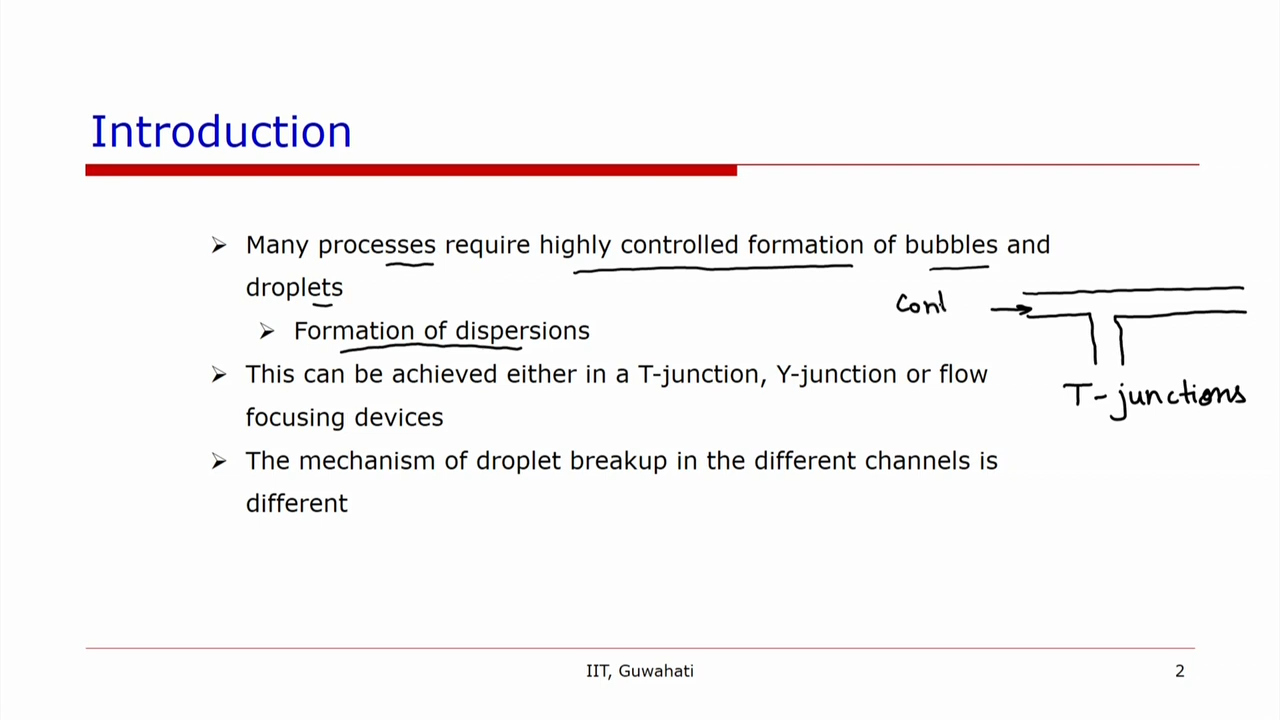 Introduction
Many processes require highly controlled formation of bubbles and
droplets
Cont
Formation of dispersions
This can be achieved either in a T-junction, Y-junction or flow
focusing devices
T-junctions
The mechanism of droplet breakup in the different channels is
different
IIT, Guwahati
2